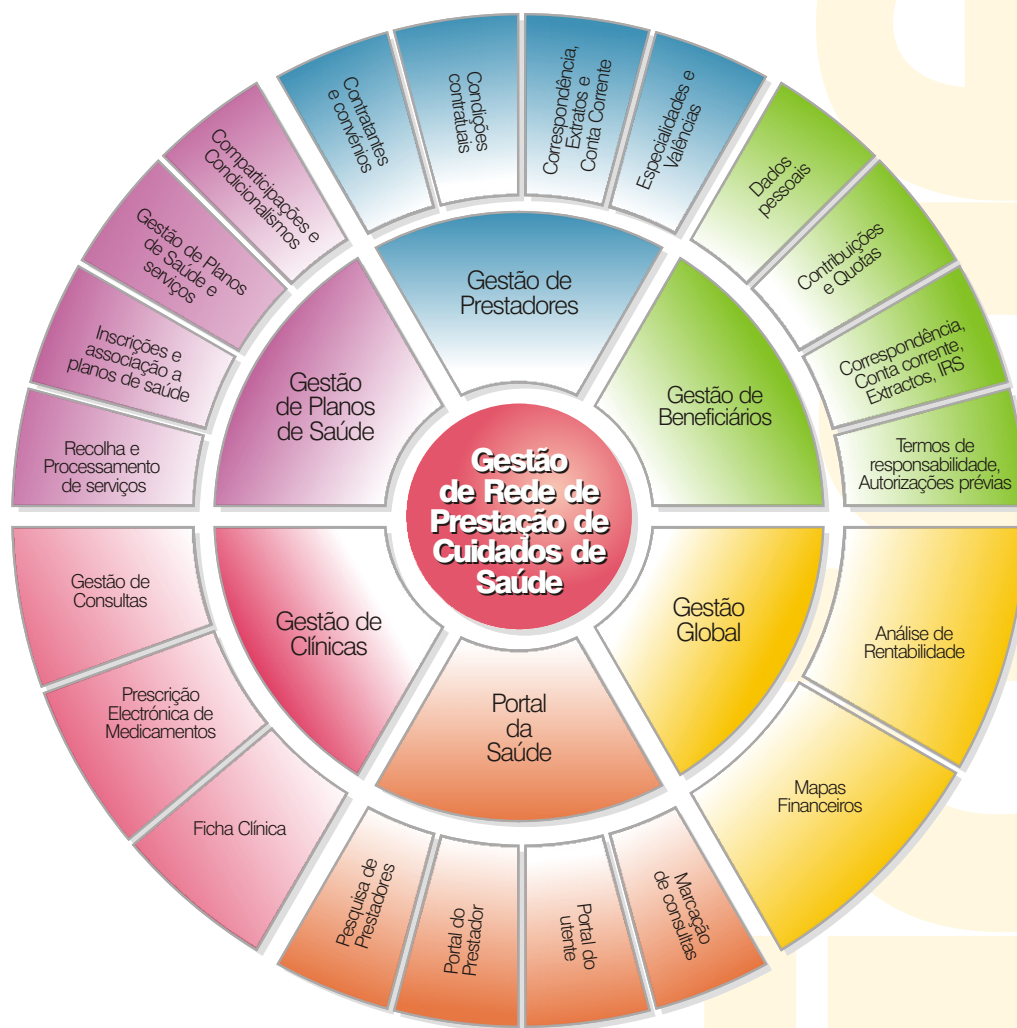 Contratantes
e convénios
Condições
contratuais
Correspondência,
Extratos e
Conta Corrente
Especialidades e
Valências
Dados
pessoais
Contribuições
e Quotas
Correspondência,
Conta corrente,
Extractos, IRS
Termos de
responsabilidade,
Autorizações prévias
Comparticipações e
Condicionalismos
Gestão de Planos
de Saúde e
serviços
Inscrições e
associação a
planos de saúde
Recolha e
Processamento
de serviços
Gestão de
Prestadores
Gestão
de Planos
de Saúde
Gestão de
Beneficiários
Gestão
de Rede de
Prestação de
Cuidados de
Saúde
Gestão de
Clínicas
Gestão
Global
Portal
da
Saúde
Gestão de
Consultas
Prescrição
Electrónica de
Medicamentos
Ficha Clínica
Análise de
Rentabilidade
Mapas
Financeiros
Pesquisa de
Prestadores
Portal do
Prestador
Portal do
utente
Marcação
de consultas